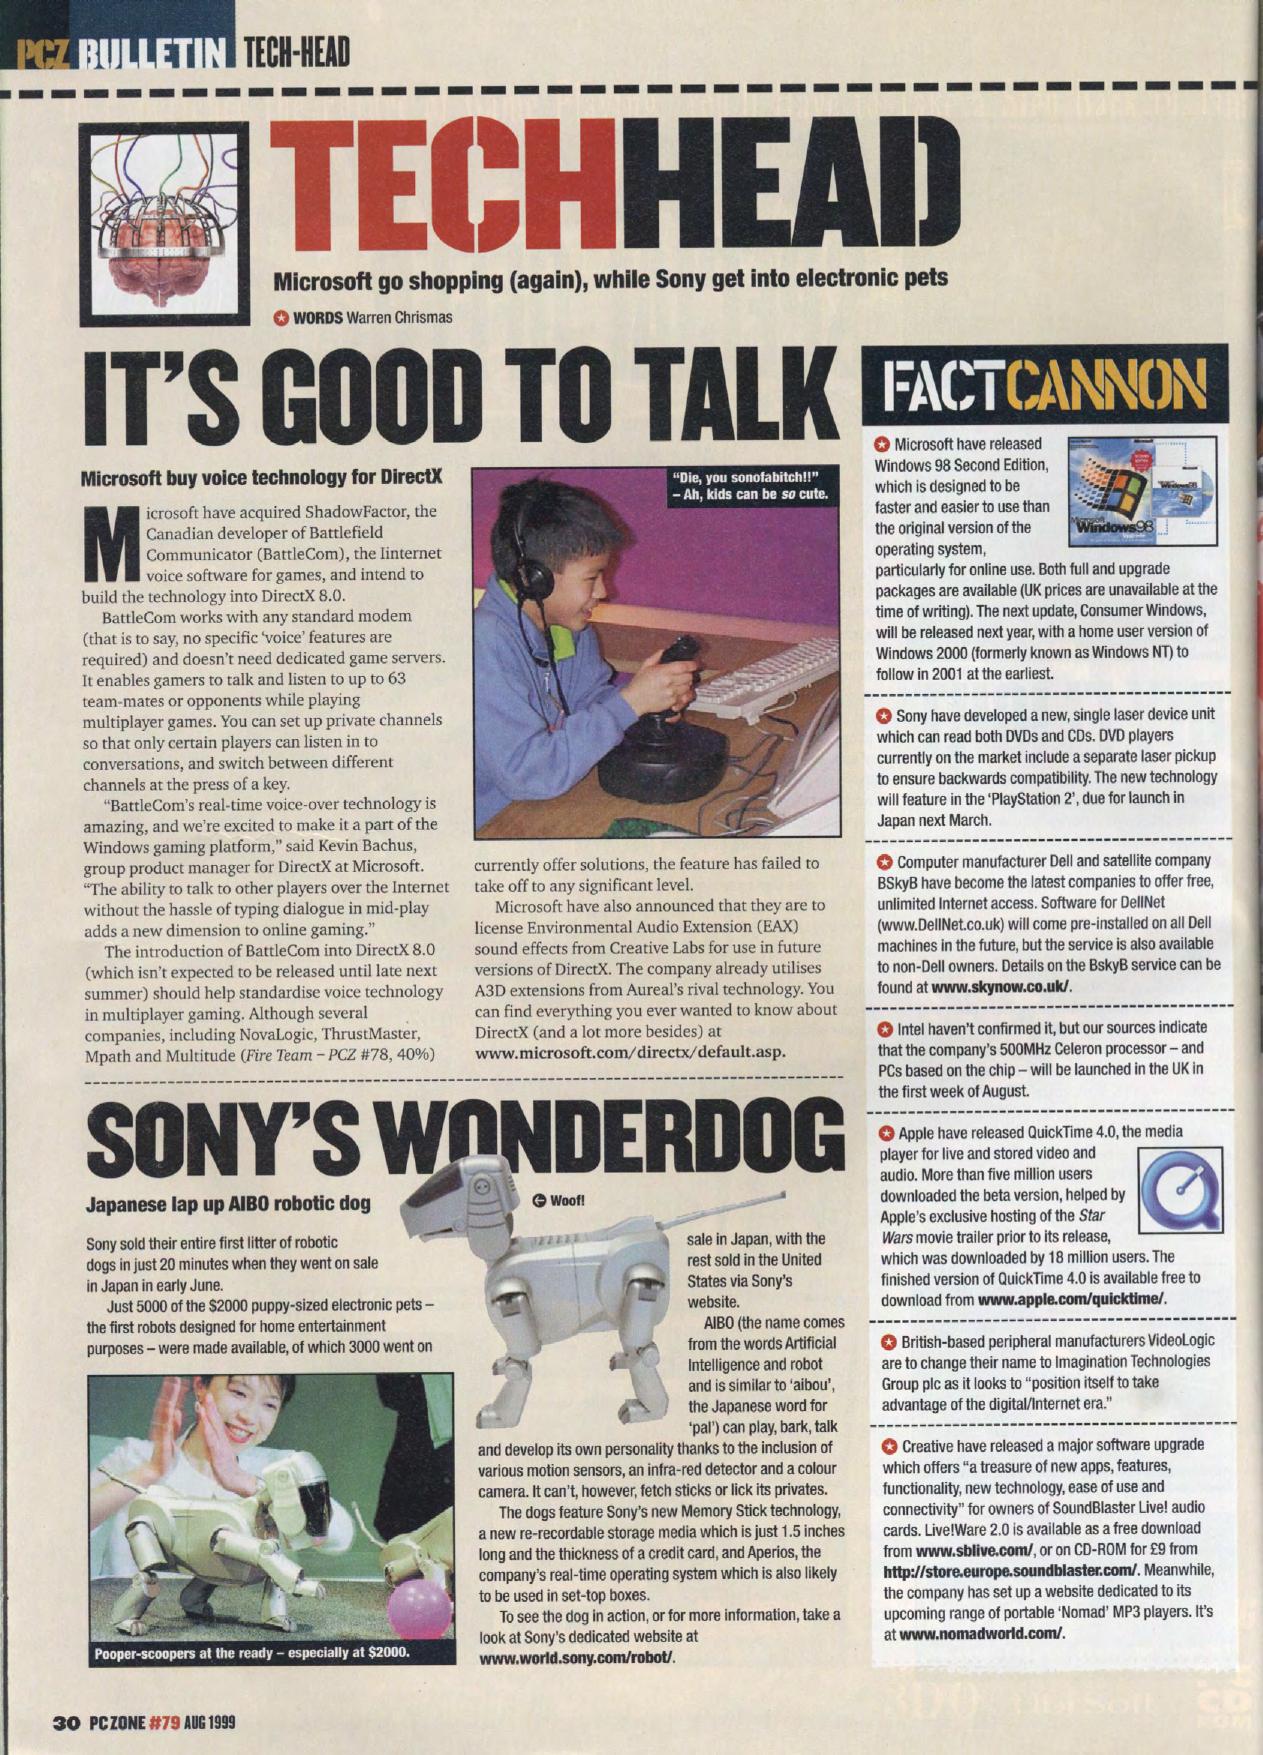 PCZ BULLETIN TECH-HEAD
TECHHEAD
Microsoft go shopping (again), while Sony get into electronic pets
WORDS Warren Chrismas
IT'S GOOD TO TALK
Microsoft buy voice technology for DirectX
Microsoft have acquired ShadowFactor, the
Canadian developer of Battlefield
Communicator (BattleCom), the Iinternet
voice software for games, and intend to
build the technology into DirectX 8.0.
BattleCom works with any standard modem
(that is to say, no specific 'voice' features are
required) and doesn't need dedicated game servers.
It enables gamers to talk and listen to up to 63
team-mates or opponents while playing
multiplayer games. You can set up private channels
so that only certain players can listen in to
conversations, and switch between different
channels at the press of a key.
"BattleCom's real-time voice-over technology is
amazing, and we're excited to make it a part of the
Windows gaming platform," said Kevin Bachus,
group product manager for DirectX at Microsoft.
"The ability to talk to other players over the Internet
without the hassle of typing dialogue in mid-play
adds a new dimension to online gaming."
The introduction of BattleCom into DirectX 8.0
(which isn't expected to be released until late next
summer) should help standardise voice technology
in multiplayer gaming. Although several
companies, including NovaLogic, ThrustMaster,
Mpath and Multitude (Fire Team – PCZ #78, 40%)
"Die, you sonofabitch!!"
– Ah, kids can be so cute.
currently offer solutions, the feature has failed to
take off to any significant level.
Microsoft have also announced that they are to
license Environmental Audio Extension (EAX)
sound effects from Creative Labs for use in future
versions of DirectX. The company already utilises
A3D extensions from Aureal's rival technology. You
can find everything you ever wanted to know about
DirectX (and a lot more besides) at
www.microsoft.com/directx/default.asp.
SONY'S WONDERDOG
Japanese lap up AIBO robotic dog
Woof!
Sony sold their entire first litter of robotic
dogs in just 20 minutes when they went on sale
in Japan in early June.
Just 5000 of the $2000 puppy-sized electronic pets –
the first robots designed for home entertainment
purposes – were made available, of which 3000 went on
Pooper-scoopers at the ready – especially at $2000.
sale in Japan, with the
rest sold in the United
States via Sony's
website.
AIBO (the name comes
from the words Artificial
Intelligence and robot
and is similar to 'aibou',
the Japanese word for
'pal') can play, bark, talk
and develop its own personality thanks to the inclusion of
various motion sensors, an infra-red detector and a colour
camera. It can't, however, fetch sticks or lick its privates.
The dogs feature Sony's new Memory Stick technology,
a new re-recordable storage media which is just 1.5 inches
long and the thickness of a credit card, and Aperios, the
company's real-time operating system which is also likely
to be used in set-top boxes.
To see the dog in action, or for more information, take a
look at Sony's dedicated website at
www.world.sony.com/robot/.
FACTCANNON
Microsoft have released
Windows 98 Second Edition,
which is designed to be
faster and easier to use than
the original version of the
operating system,
particularly for online use. Both full and upgrade
packages are available (UK prices are unavailable at the
time of writing). The next update, Consumer Windows,
will be released next year, with a home user version of
Windows 2000 (formerly known as Windows NT) to
follow in 2001 at the earliest.
Microsoft
Windows98
Sony have developed a new, single laser device unit
which can read both DVDs and CDs. DVD players
currently on the market include a separate laser pickup
to ensure backwards compatibility. The new technology
will feature in the 'PlayStation 2', due for launch in
Japan next March.
Computer manufacturer Dell and satellite company
BSkyB have become the latest companies to offer free,
unlimited Internet access. Software for DellNet
(www.DellNet.co.uk) will come pre-installed on all Dell
machines in the future, but the service is also available
to non-Dell owners. Details on the BskyB service can be
found at www.skynow.co.uk/.
Intel haven't confirmed it, but our sources indicate
that the company's 500MHz Celeron processor – and
PCs based on the chip – will be launched in the UK in
the first week of August.
Apple have released QuickTime 4.0, the media
player for live and stored video and
audio. More than five million users
downloaded the beta version, helped by
Apple's exclusive hosting of the Star
Wars movie trailer prior to its release,
which was downloaded by 18 million users. The
finished version of QuickTime 4.0 is available free to
download from www.apple.com/quicktime/.
British-based peripheral manufacturers VideoLogic
are to change their name to Imagination Technologies
Group plc as it looks to "position itself to take
advantage of the digital/Internet era."
Creative have released a major software upgrade
which offers "a treasure of new apps, features,
functionality, new technology, ease of use and
connectivity" for owners of SoundBlaster Live! audio
cards. Live!Ware 2.0 is available as a free download
from www.sblive.com/, or on CD-ROM for £9 from
http://store.europe.soundblaster.com/. Meanwhile,
the company has set up a website dedicated to its
upcoming range of portable 'Nomad' MP3 players. It's
at www.nomadworld.com/.
30 PCZONE #79 AUG 1999